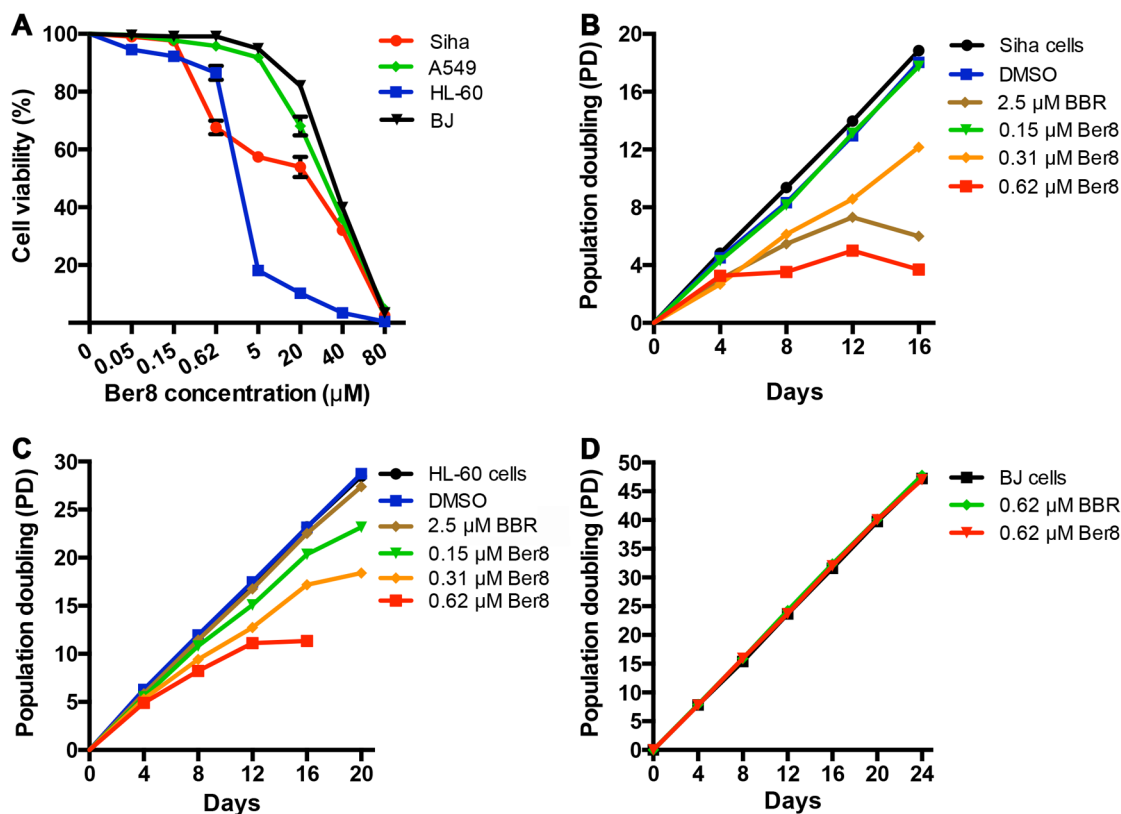 A
100
80
60
40
20
Cell viability (%)
0
0.05
0.15
0.62
5
20
40
80
Ber8 concentration (µM)
Siha
A549
HL-60
BJ
B
20
16
12
8
4
0
Population doubling (PD)
0 4 8 12 16
Days
Siha cells
DMSO
2.5 µM BBR
0.15 µM Ber8
0.31 µM Ber8
0.62 µM Ber8
C
30
25
20
15
10
5
0
Population doubling (PD)
0 4 8 12 16 20
Days
HL-60 cells
DMSO
2.5 µM BBR
0.15 µM Ber8
0.31 µM Ber8
0.62 µM Ber8
D
50
45
40
35
30
25
20
15
10
5
0
Population doubling (PD)
0 4 8 12 16 20 24
Days
BJ cells
0.62 µM BBR
0.62 µM Ber8